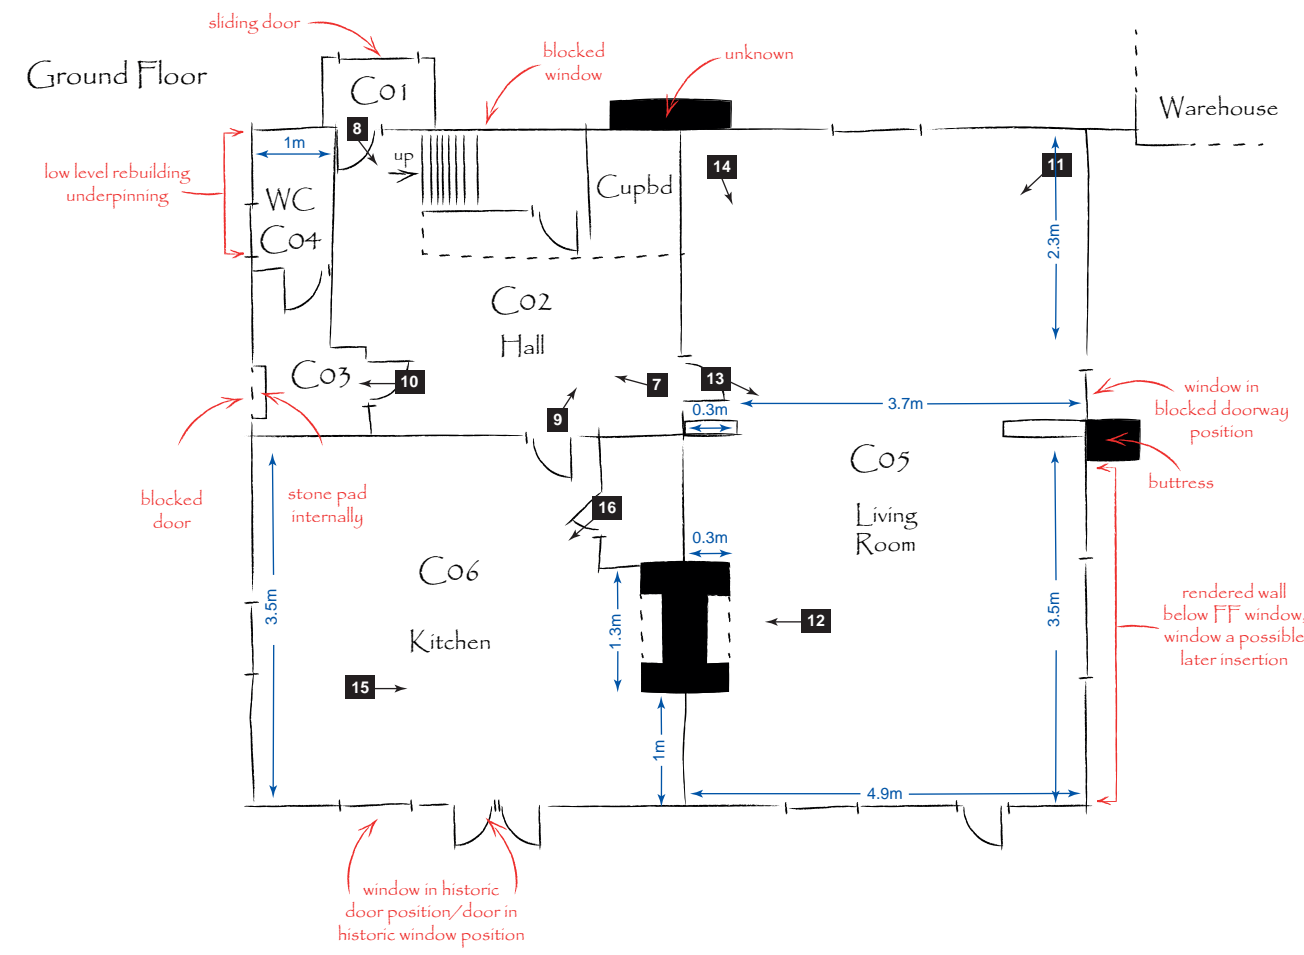 sliding door
Ground Floor
blocked
window
unknown
C01
Warehouse
8
1m
up
low level rebuilding
underpinning
WC
C04
Cupbd
14
11
2.3m
C02
Hall
C03
10
7
13
9
0.3m
3.7m
window in
blocked doorway
position
C05
Living
Room
buttress
blocked
door
stone pad
internally
16
0.3m
C06
Kitchen
3.5m
1.3m
12
3.5m
rendered wall
below FF window,
window a possible
later insertion
15
1m
4.9m
window in historic
door position/door in
historic window position